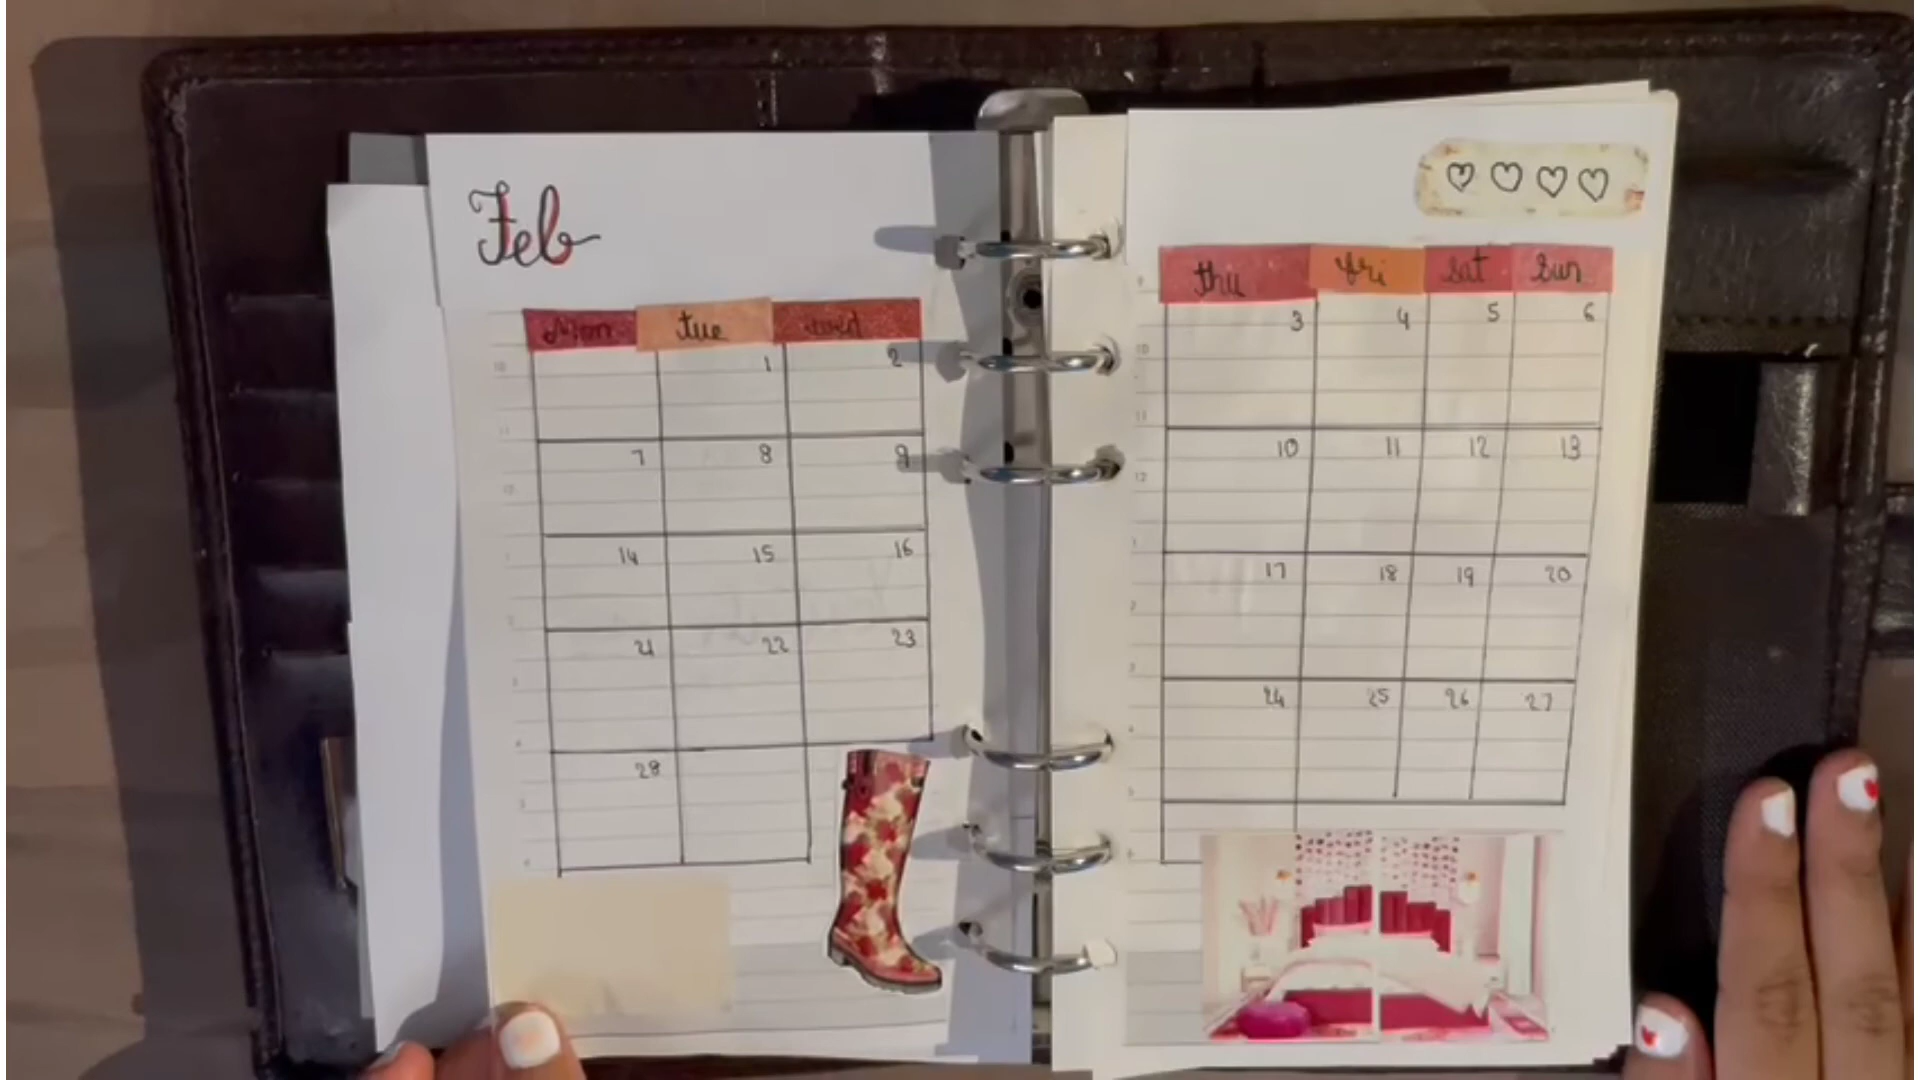 Feb
Mon tue wed
1 2
7 8 9
14 15 16
21 22 23
28
thu fri sat sun
3 4 5 6
10 11 12 13
17 18 19 20
24 25 26 27